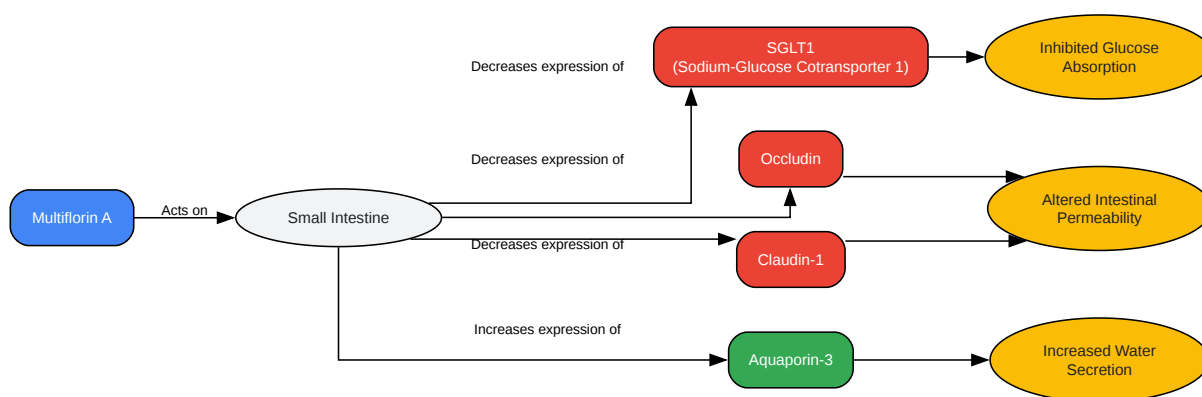 Multiflorin A
Acts on
Small Intestine
Decreases expression of
SGLT1
(Sodium-Glucose Cotransporter 1)
Inhibited Glucose
Absorption
Decreases expression of
Occludin
Altered Intestinal
Permeability
Decreases expression of
Claudin-1
Increases expression of
Aquaporin-3
Increased Water
Secretion